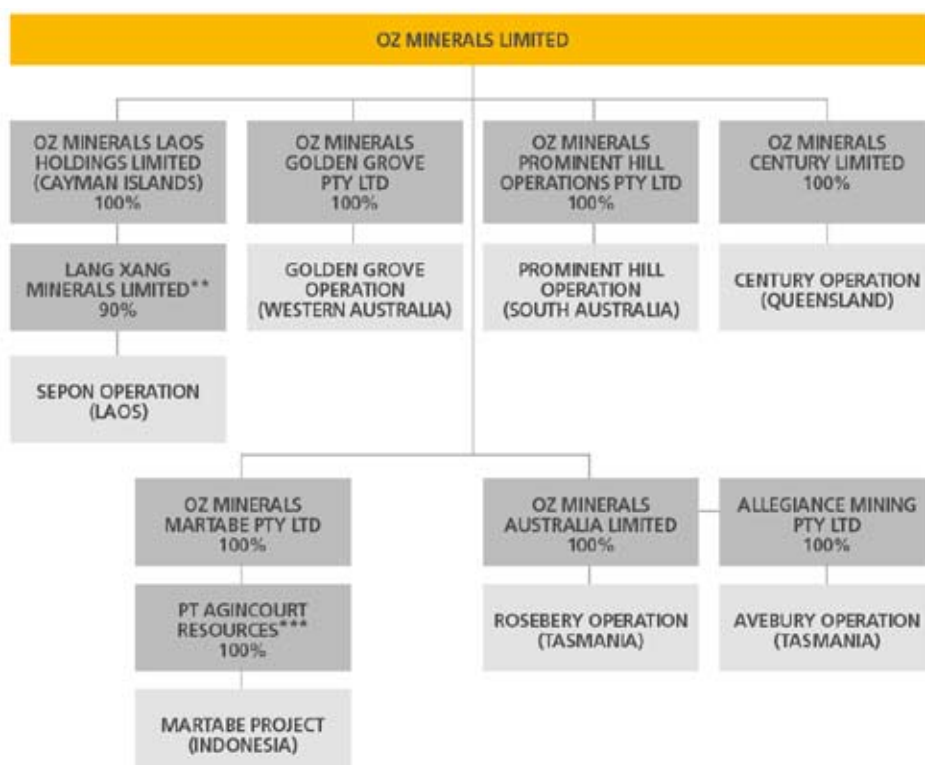 OZ MINERALS LIMITED
OZ MINERALS LAOS
HOLDINGS LIMITED
(CAYMAN ISLANDS)
100%
OZ MINERALS
GOLDEN GROVE
PTY LTD
100%
OZ MINERALS
PROMINENT HILL
OPERATIONS PTY LTD
100%
OZ MINERALS
CENTURY LIMITED
100%
LANG XANG
MINERALS LIMITED**
90%
GOLDEN GROVE
OPERATION
(WESTERN AUSTRALIA)
PROMINENT HILL
OPERATION
(SOUTH AUSTRALIA)
CENTURY OPERATION
(QUEENSLAND)
SEPON OPERATION
(LAOS)
OZ MINERALS
MARTABE PTY LTD
100%
OZ MINERALS
AUSTRALIA LIMITED
100%
ALLEGIANCE MINING
PTY LTD
100%
PT AGINCOURT
RESOURCES***
100%
ROSEBERY OPERATION
(TASMANIA)
AVEBURY OPERATION
(TASMANIA)
MARTABE PROJECT
(INDONESIA)